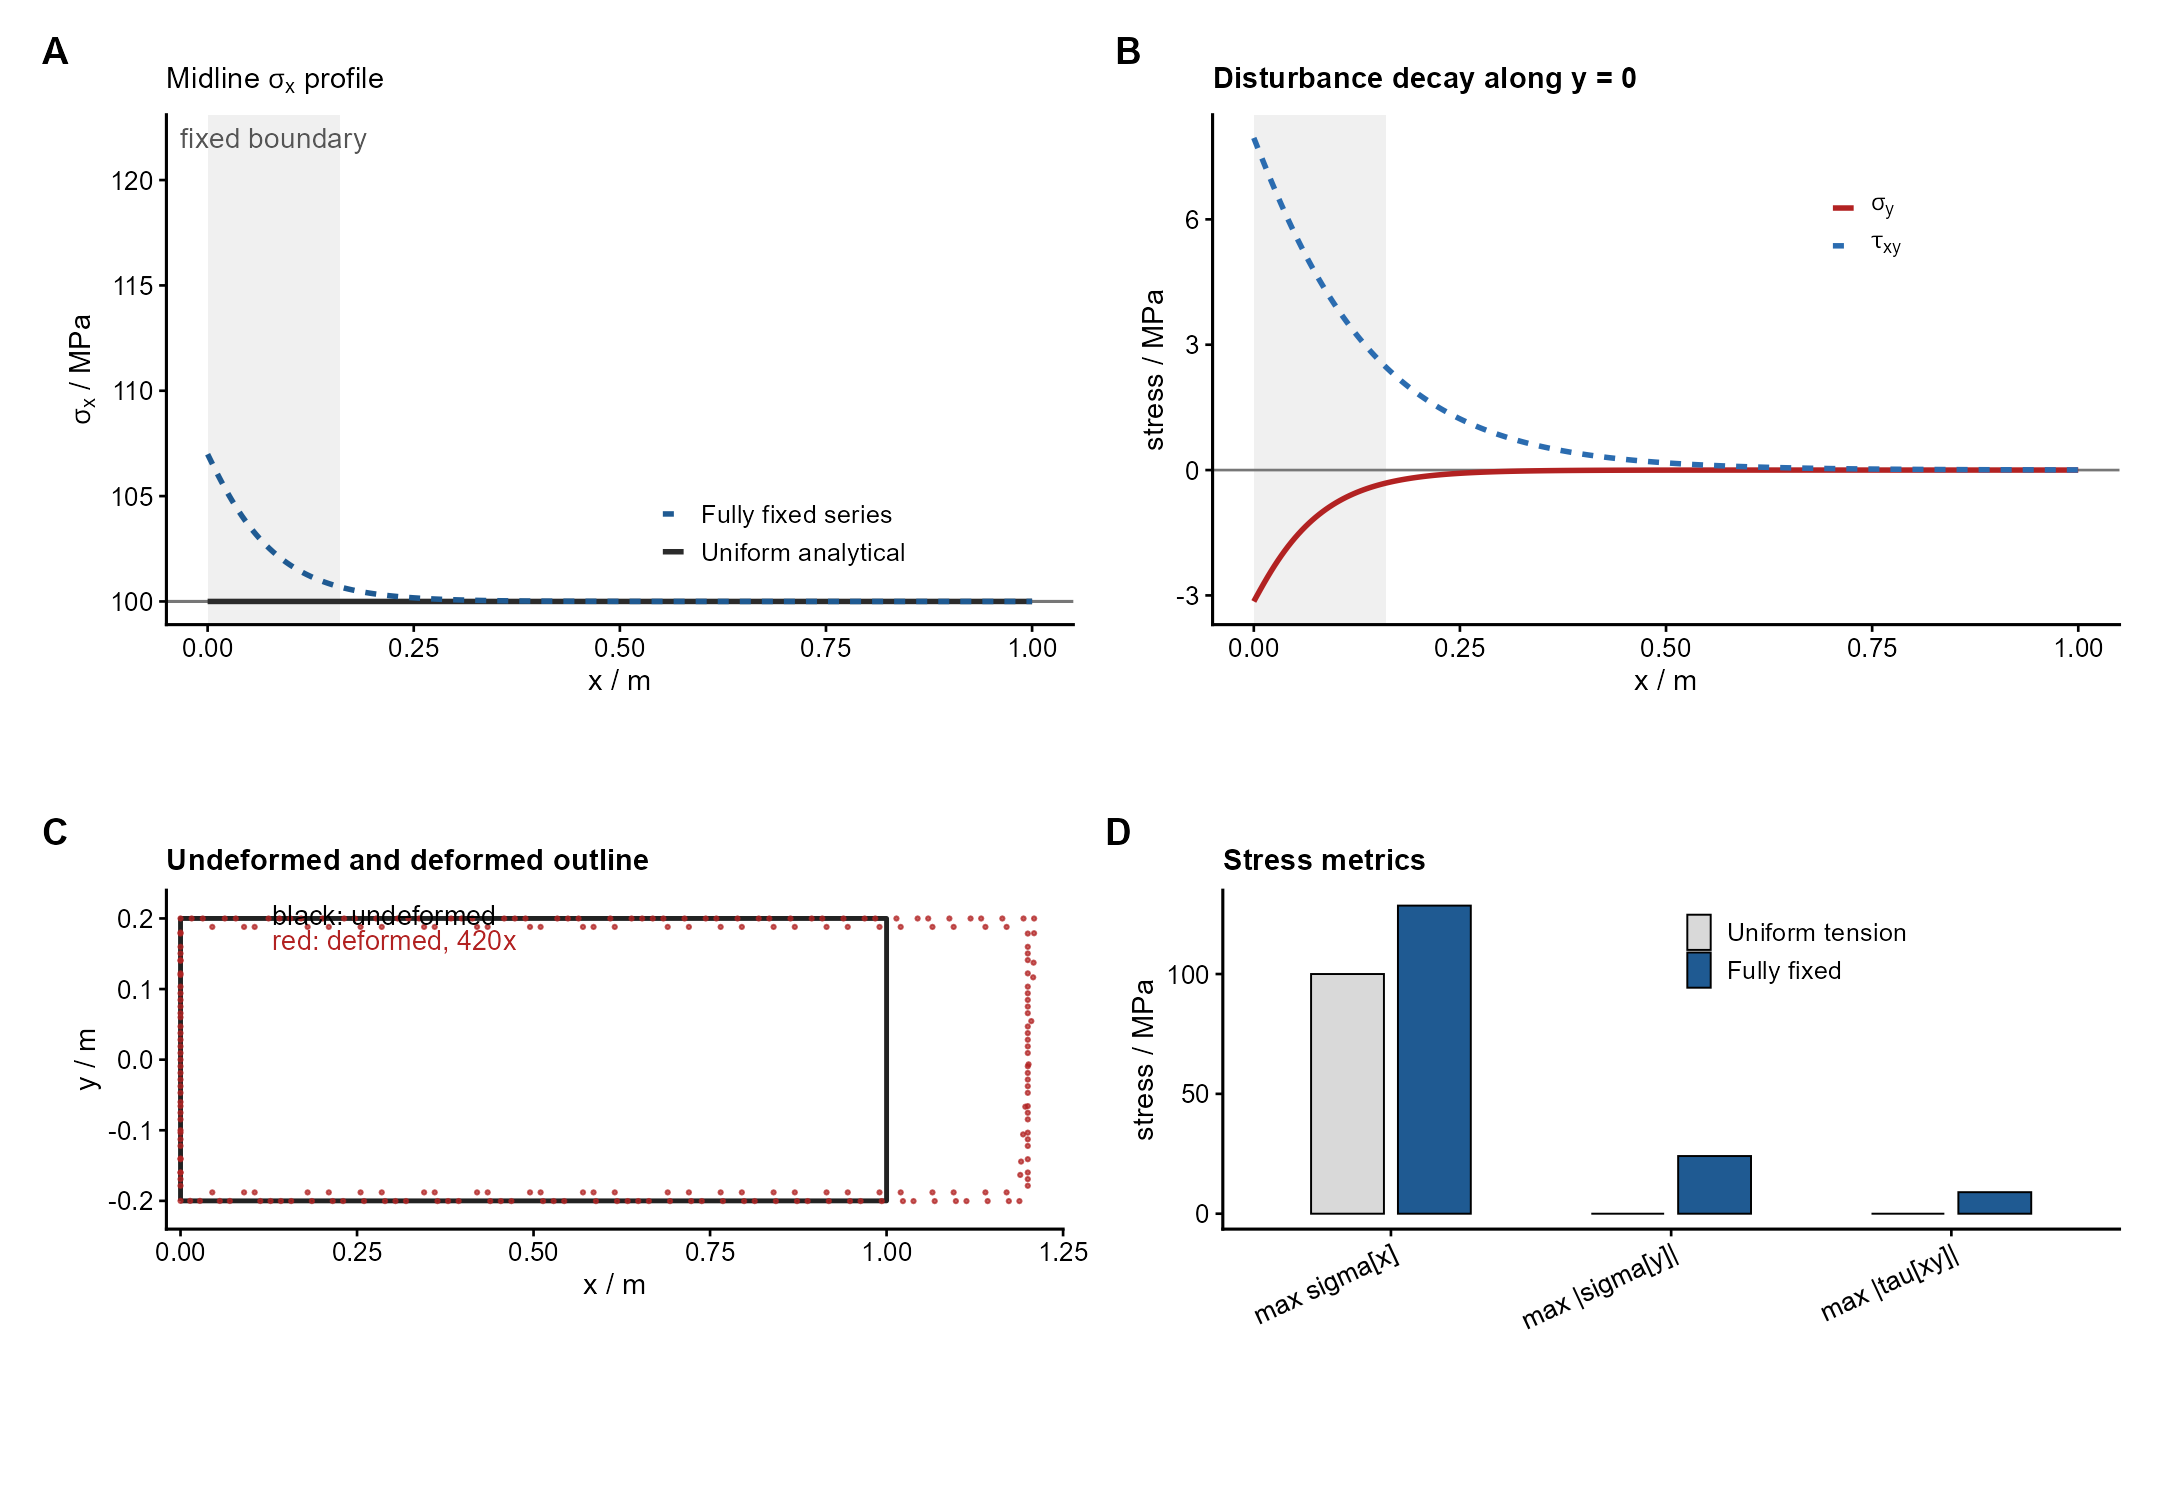 A
Midline σx profile
fixed boundary
120
115
110
105
100
σx / MPa
Fully fixed series
Uniform analytical
0.00 0.25 0.50 0.75 1.00
x / m
B
Disturbance decay along y = 0
6
3
0
-3
stress / MPa
σy
τxy
0.00 0.25 0.50 0.75 1.00
x / m
C
Undeformed and deformed outline
black: undeformed
red: deformed, 420x
0.2
0.1
0.0
-0.1
-0.2
y / m
0.00 0.25 0.50 0.75 1.00 1.25
x / m
D
Stress metrics
Uniform tension
Fully fixed
100
50
0
stress / MPa
max sigma[x]
max |sigma[y]|
max |tau[xy]|